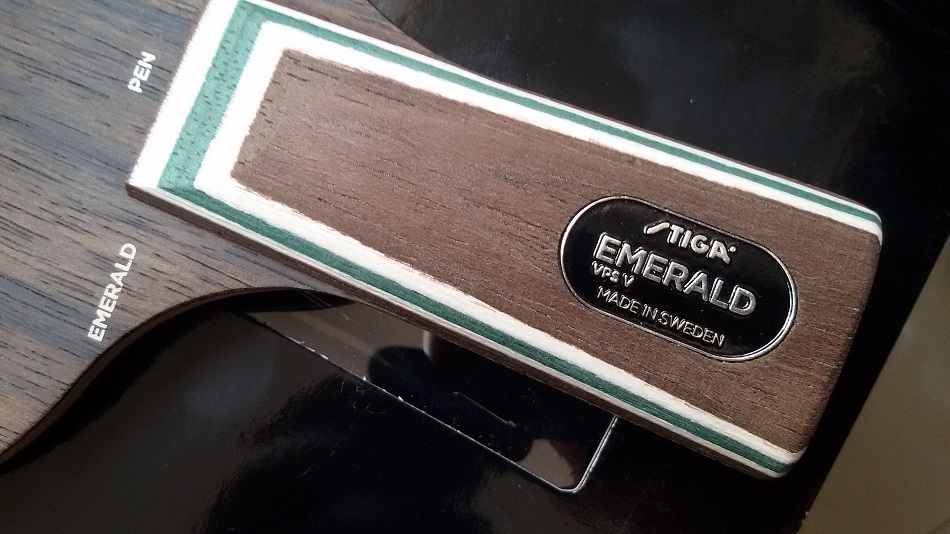 PEN
EMERALD
STIGA
EMERALD
VPS V
MADE IN SWEDEN